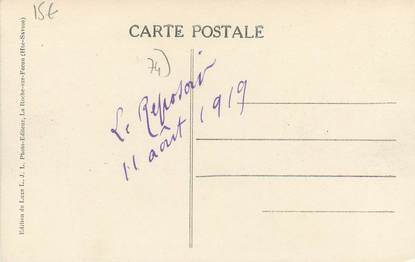 15€
CARTE POSTALE
74)
Le Reposoir
11 août 1919
Edition de Luxe L. J. L. Photo-Editeur, La Roche-sur-Foron (Hte-Savoie)